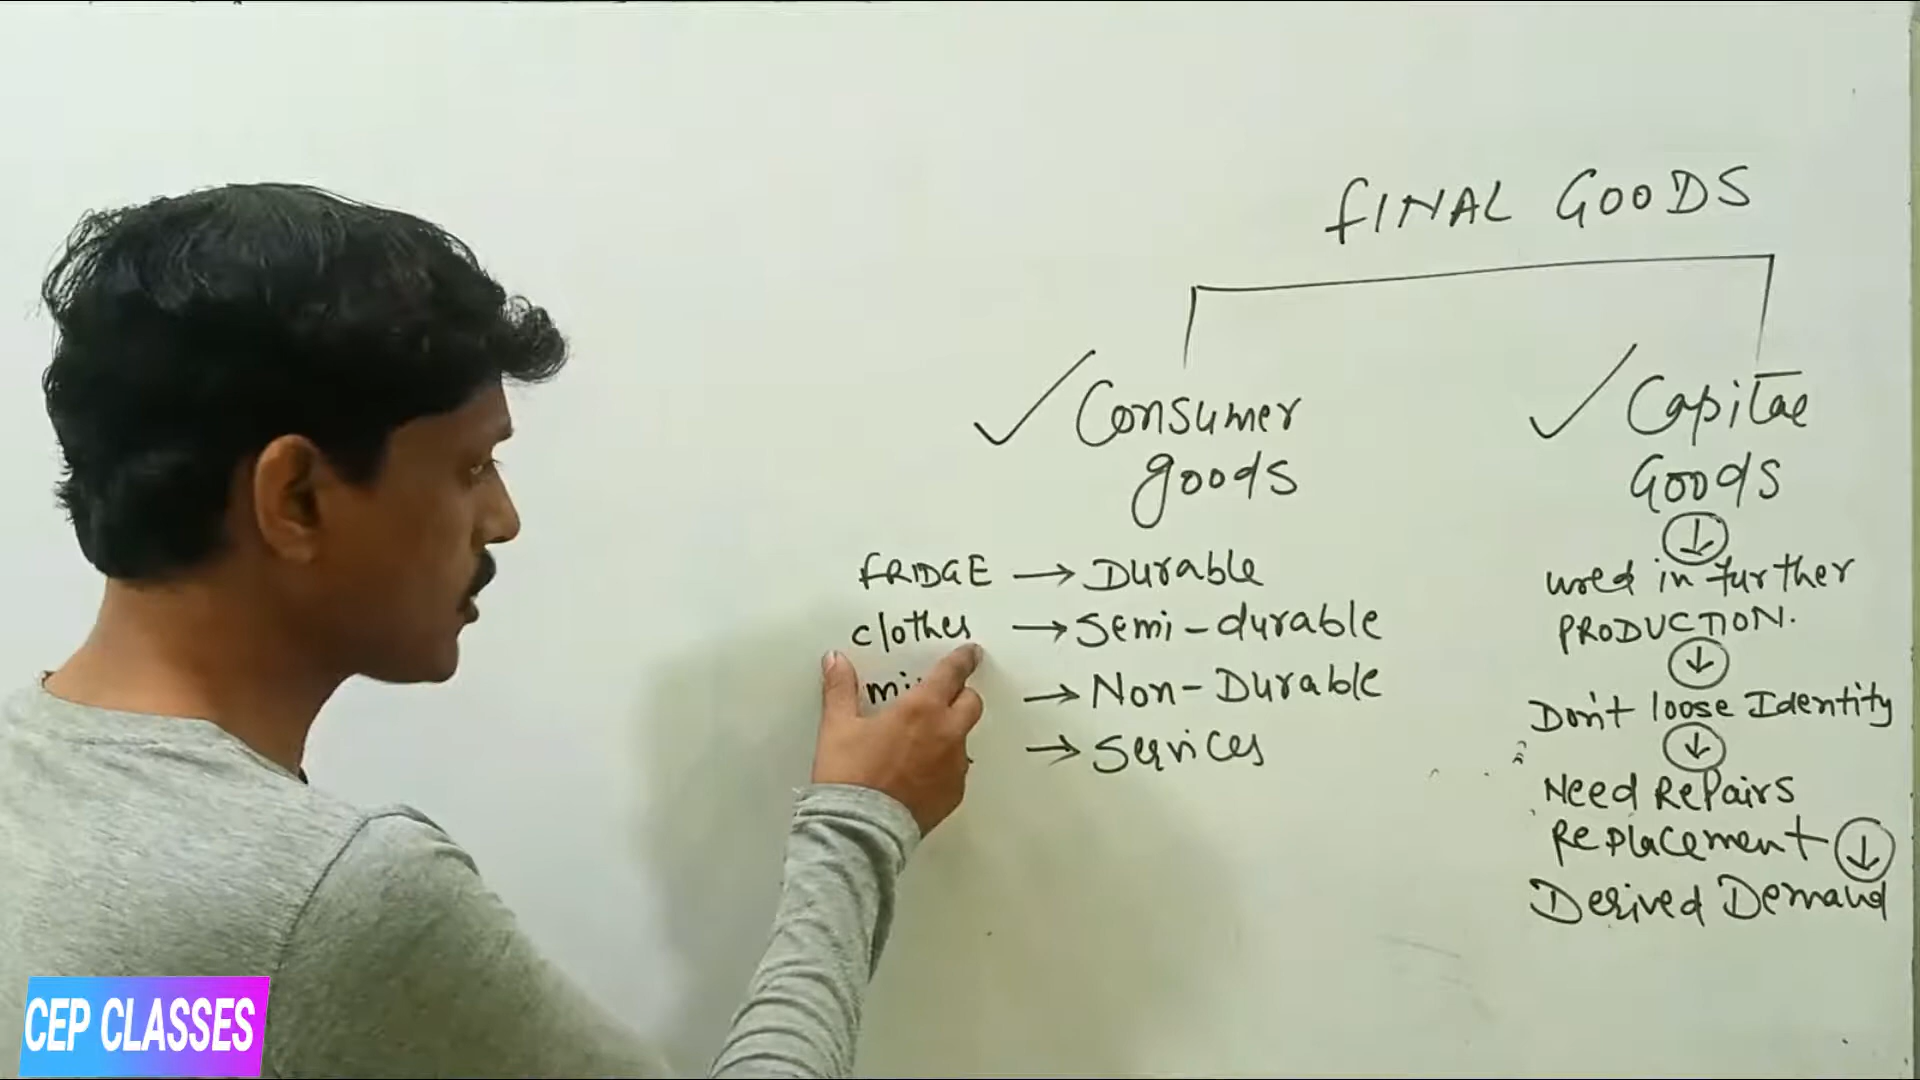 FINAL GOODS
Consumer
goods
FRIDGE → Durable
clothes → Semi-durable
→ Non-Durable
→ Services
Capital
Goods
↓
used in further
PRODUCTION.
↓
Don't loose Identity
↓
Need Repairs
Replacement ↓
Derived Demand
CEP CLASSES